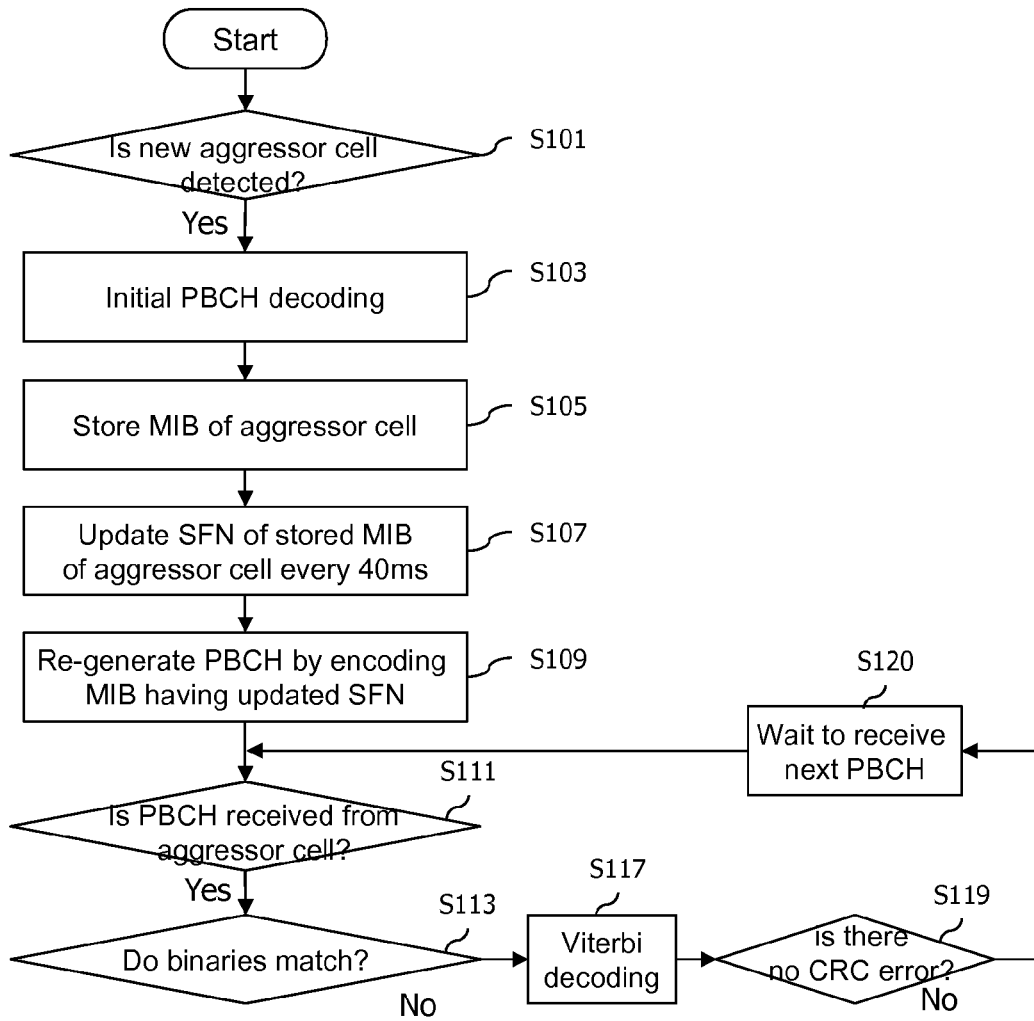 Start
Is new aggressor cell
detected?
S101
Yes
Initial PBCH decoding
S103
Store MIB of aggressor cell
S105
Update SFN of stored MIB
of aggressor cell every 40ms
S107
Re-generate PBCH by encoding
MIB having updated SFN
S109
S120
Wait to receive
next PBCH
S111
Is PBCH received from
aggressor cell?
Yes
S113
Do binaries match?
No
S117
Viterbi
decoding
S119
is there
no CRC error?
No